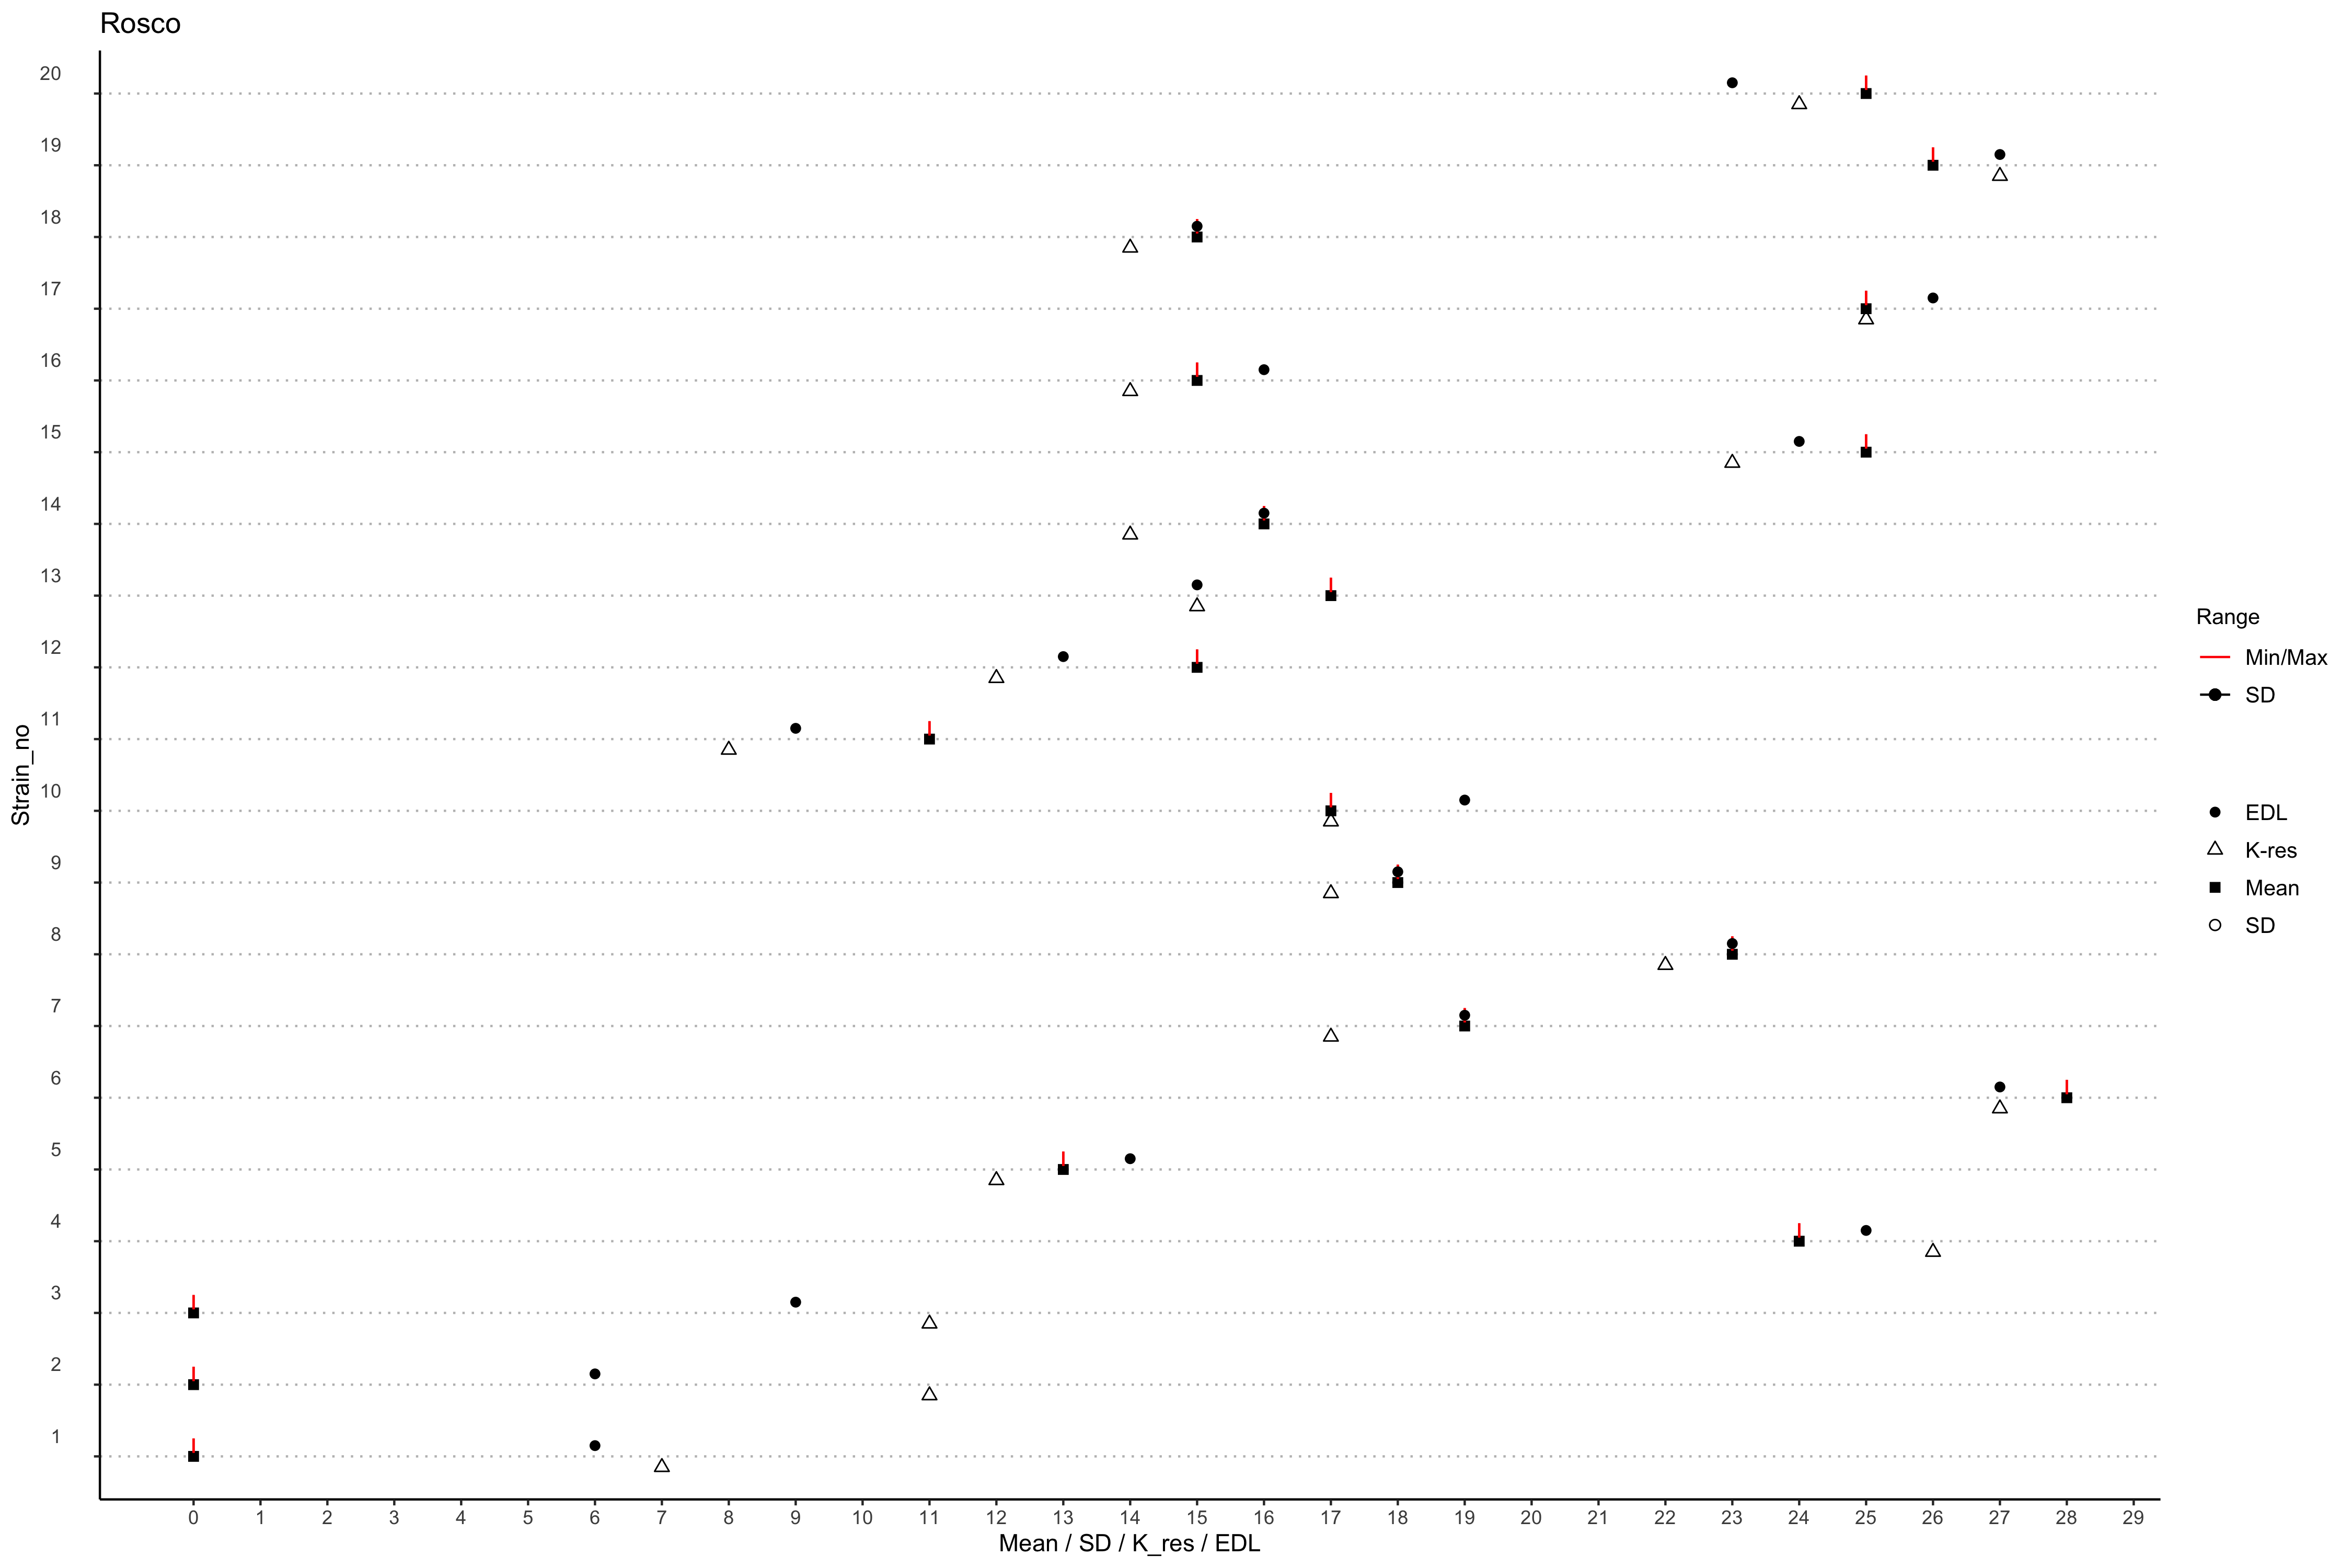 Rosco
20
19
18
17
16
15
14
13
12
11
10
9
8
7
6
5
4
3
2
1
Strain_no
0 1 2 3 4 5 6 7 8 9 10 11 12 13 14 15 16 17 18 19 20 21 22 23 24 25 26 27 28 29
Mean / SD / K_res / EDL
Range
Min/Max
SD
EDL
K-res
Mean
SD